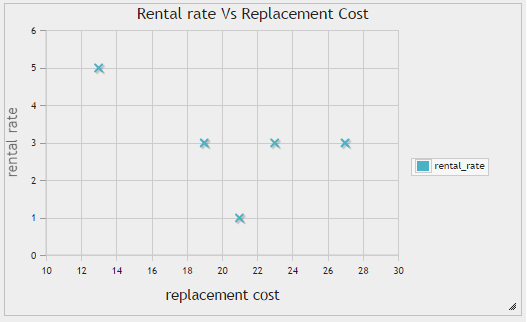 Rental rate Vs Replacement Cost
6
5
4
3
2
1
0
rental rate
10 12 14 16 18 20 22 24 26 28 30
replacement cost
rental_rate